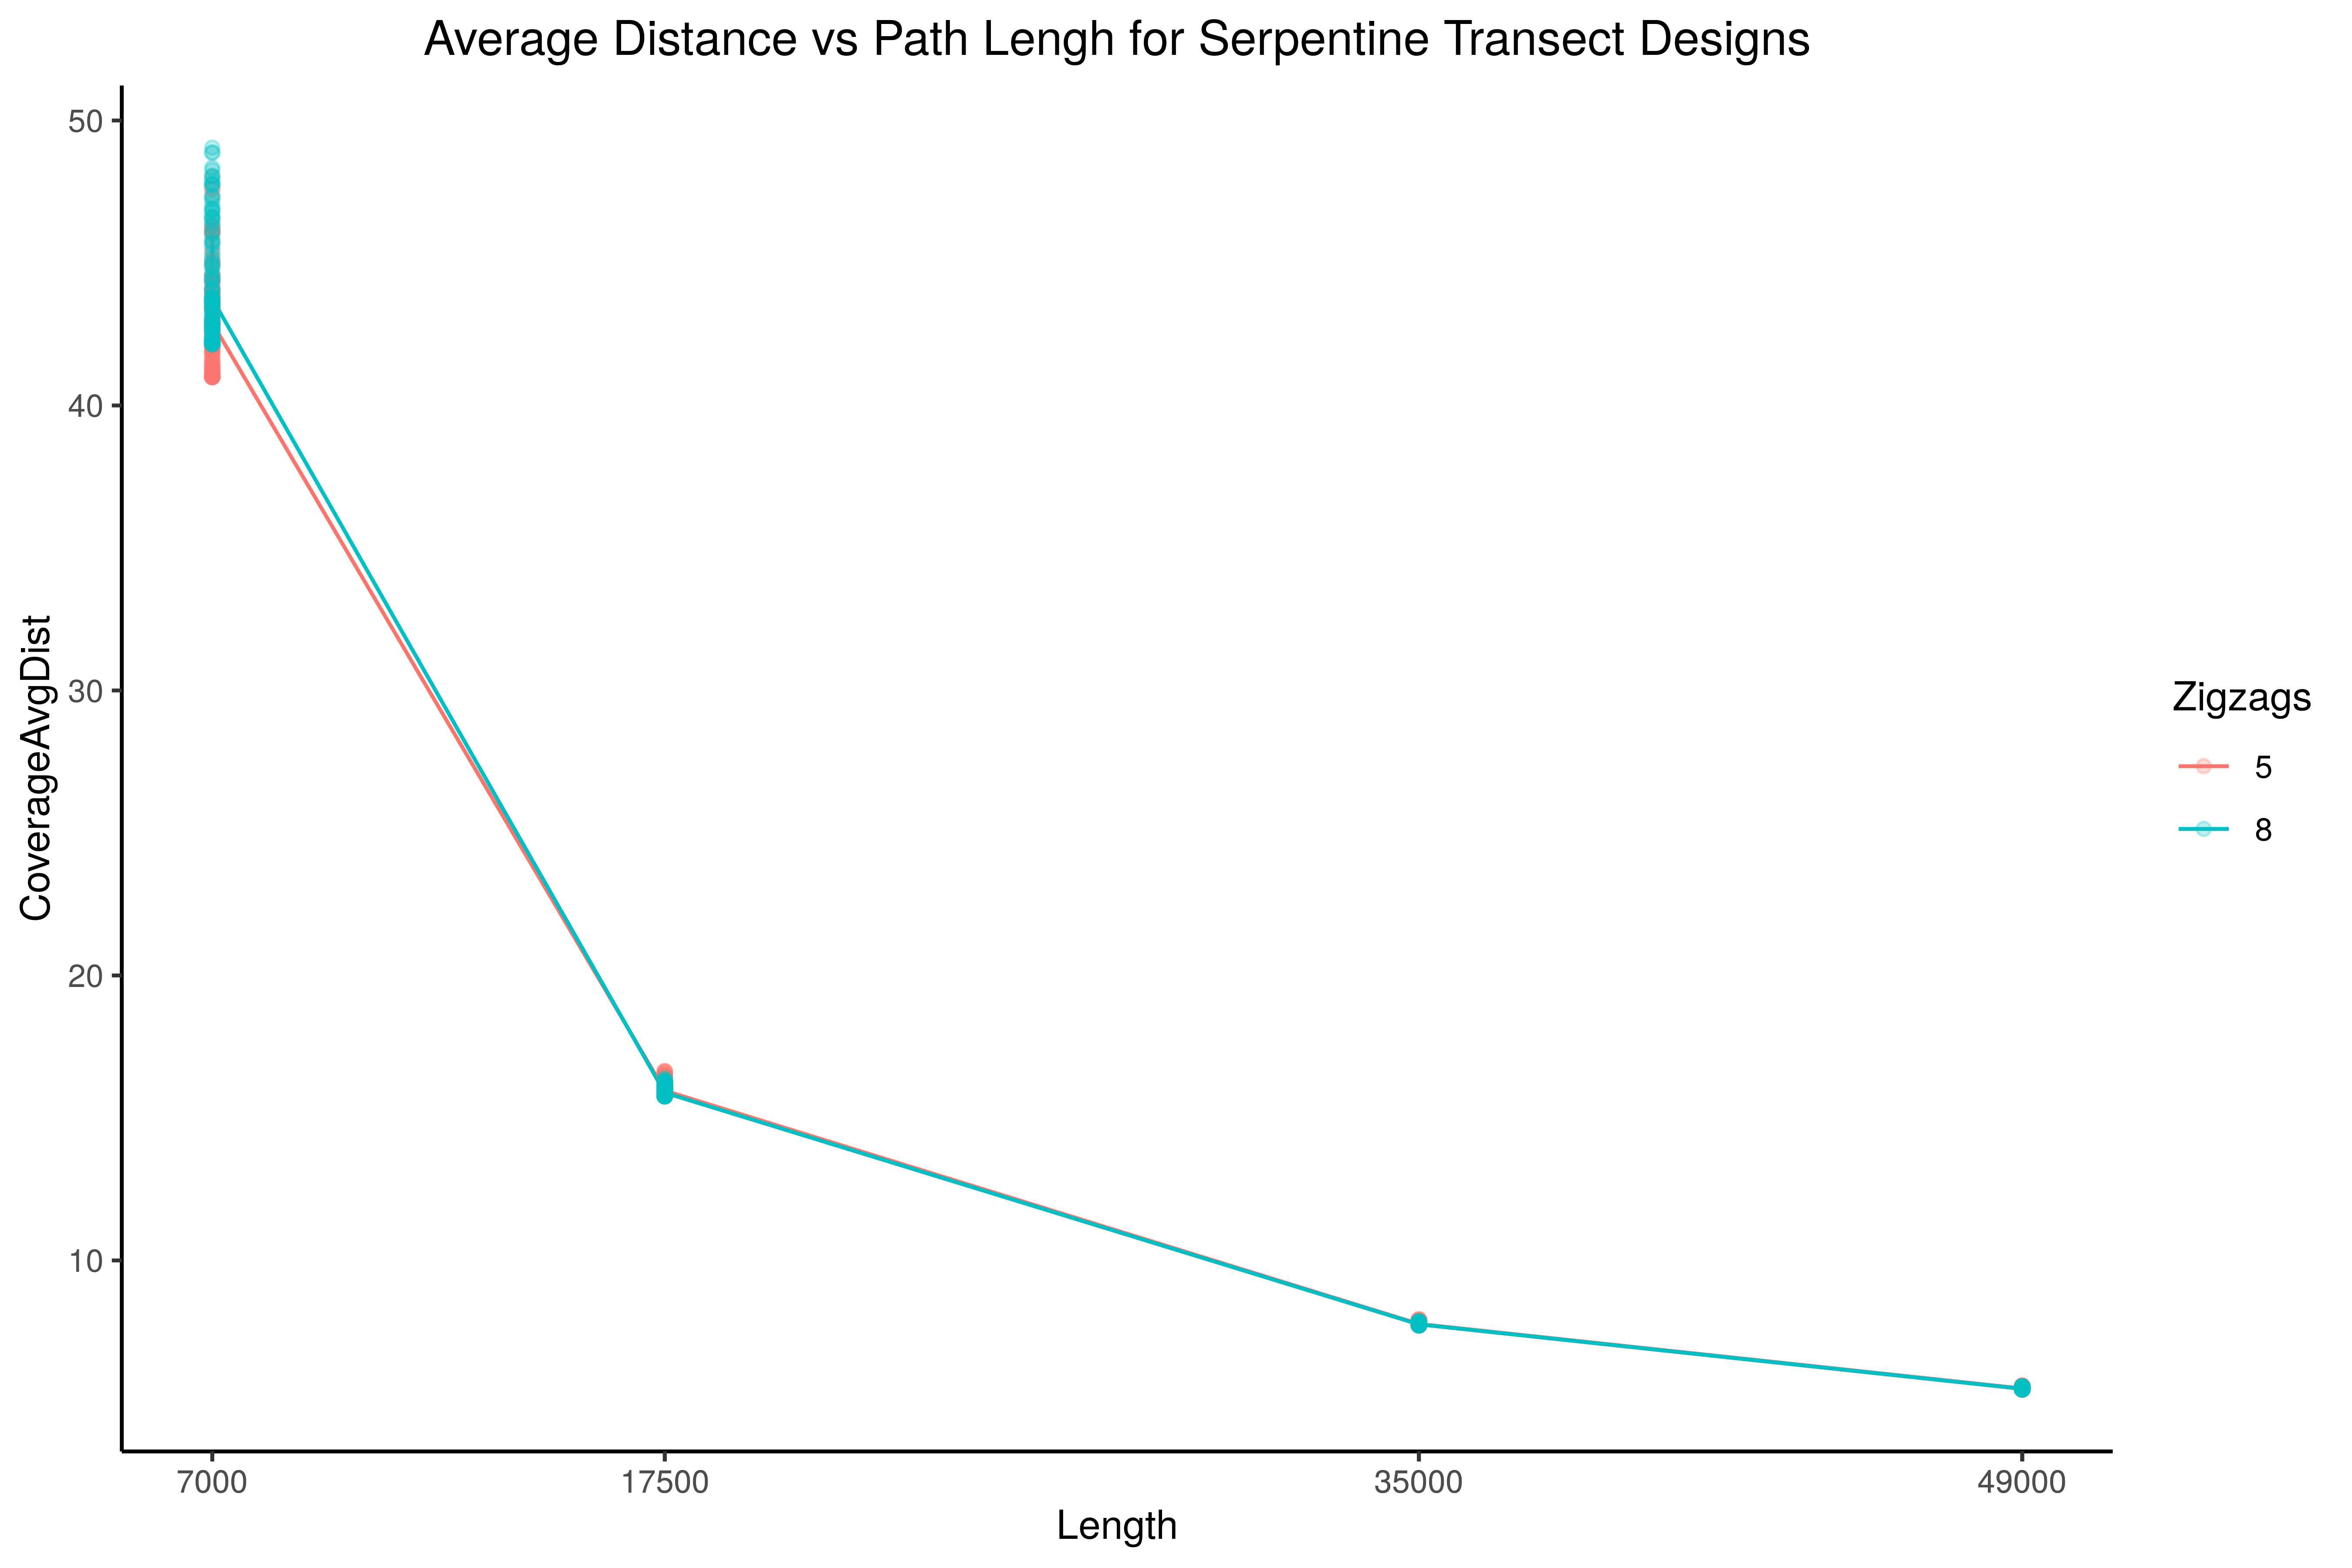 Average Distance vs Path Lengh for Serpentine Transect Designs
CoverageAvgDist
50
40
30
20
10
7000
17500
35000
49000
Length
Zigzags
5
8